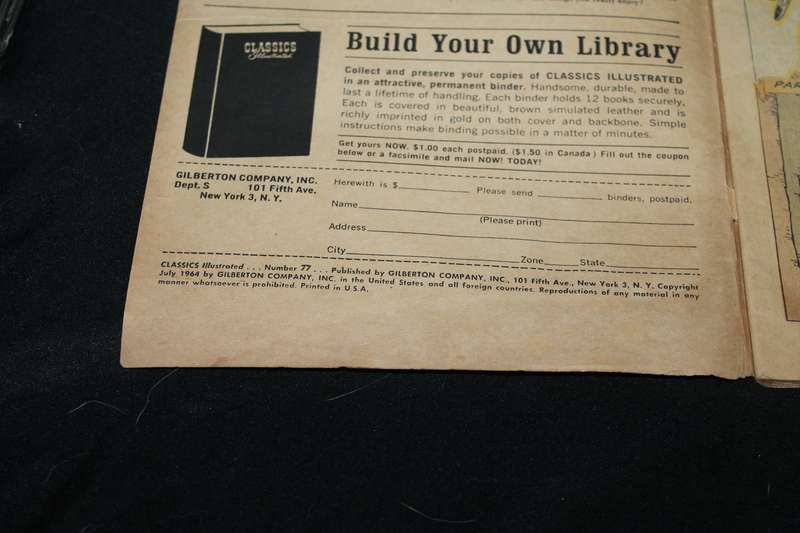 CLASSICS
Illustrated
Build Your Own Library
Collect and preserve your copies of CLASSICS ILLUSTRATED
in an attractive, permanent binder. Handsome, durable, made to
last a lifetime of handling. Each binder holds 12 books securely.
Each is covered in beautiful, brown simulated leather and is
richly imprinted in gold on both cover and backbone. Simple
instructions make binding possible in a matter of minutes.
Get yours NOW. $1.00 each postpaid. ($1.50 in Canada) Fill out the coupon
below or a facsimile and mail NOW! TODAY!
GILBERTON COMPANY, INC.
Dept. S 101 Fifth Ave.
New York 3, N. Y.
Herewith is $ Please send binders, postpaid.
Name
(Please print)
Address
City Zone State
CLASSICS Illustrated . . . Number 77 . . . Published by GILBERTON COMPANY, INC., 101 Fifth Ave., New York 3, N. Y. Copyright
July 1964 by GILBERTON COMPANY, INC. in the United States and all foreign countries. Reproductions of any material in any
manner whatsoever is prohibited. Printed in U.S.A.
PAR